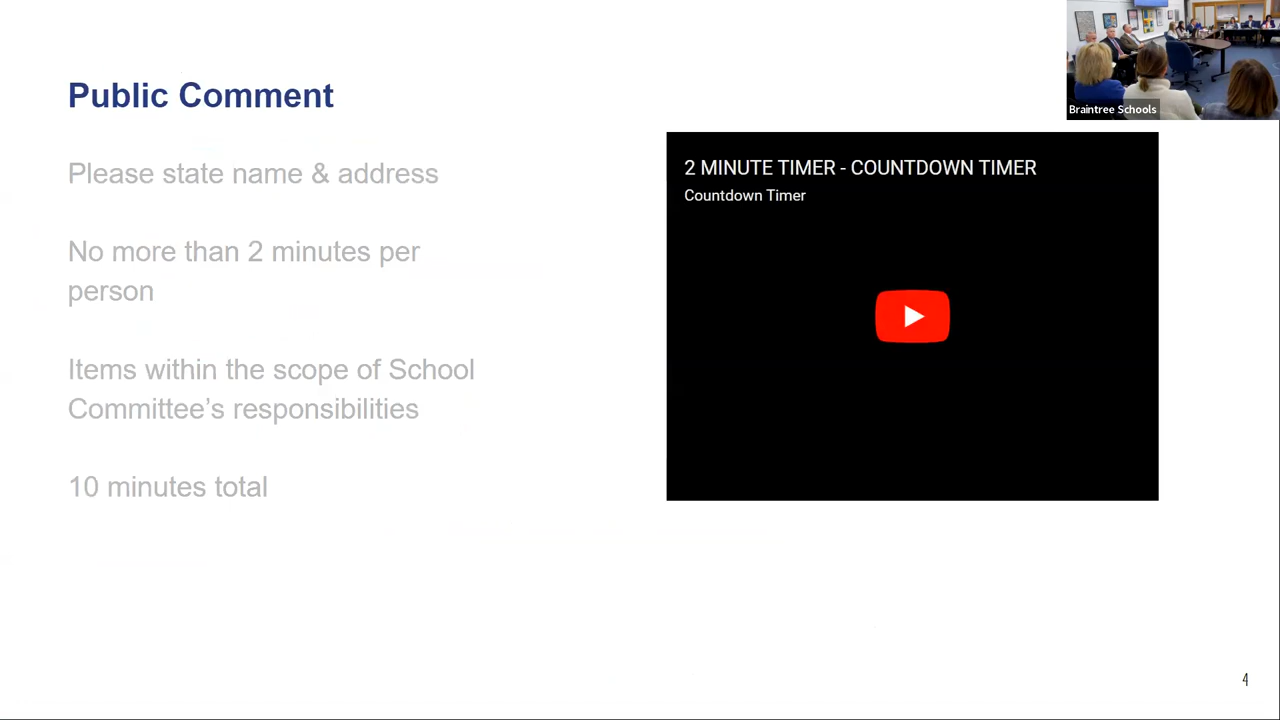 Public Comment
Please state name & address
No more than 2 minutes per
person
Items within the scope of School
Committee’s responsibilities
10 minutes total
2 MINUTE TIMER - COUNTDOWN TIMER
Countdown Timer
Braintree Schools
4